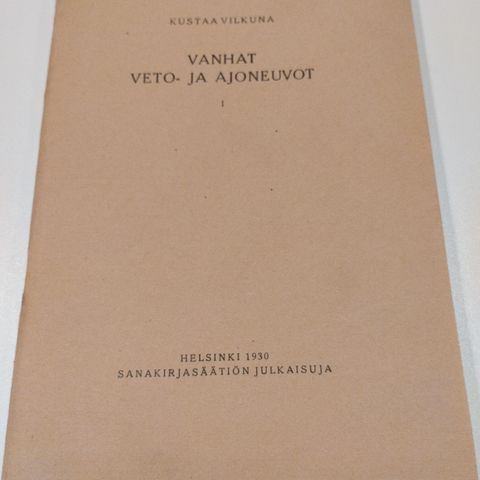 KUSTAA VILKUNA
VANHAT
VETO- JA AJONEUVOT
I
HELSINKI 1930
SANAKIRJASÄÄTIÖN JULKAISUJA